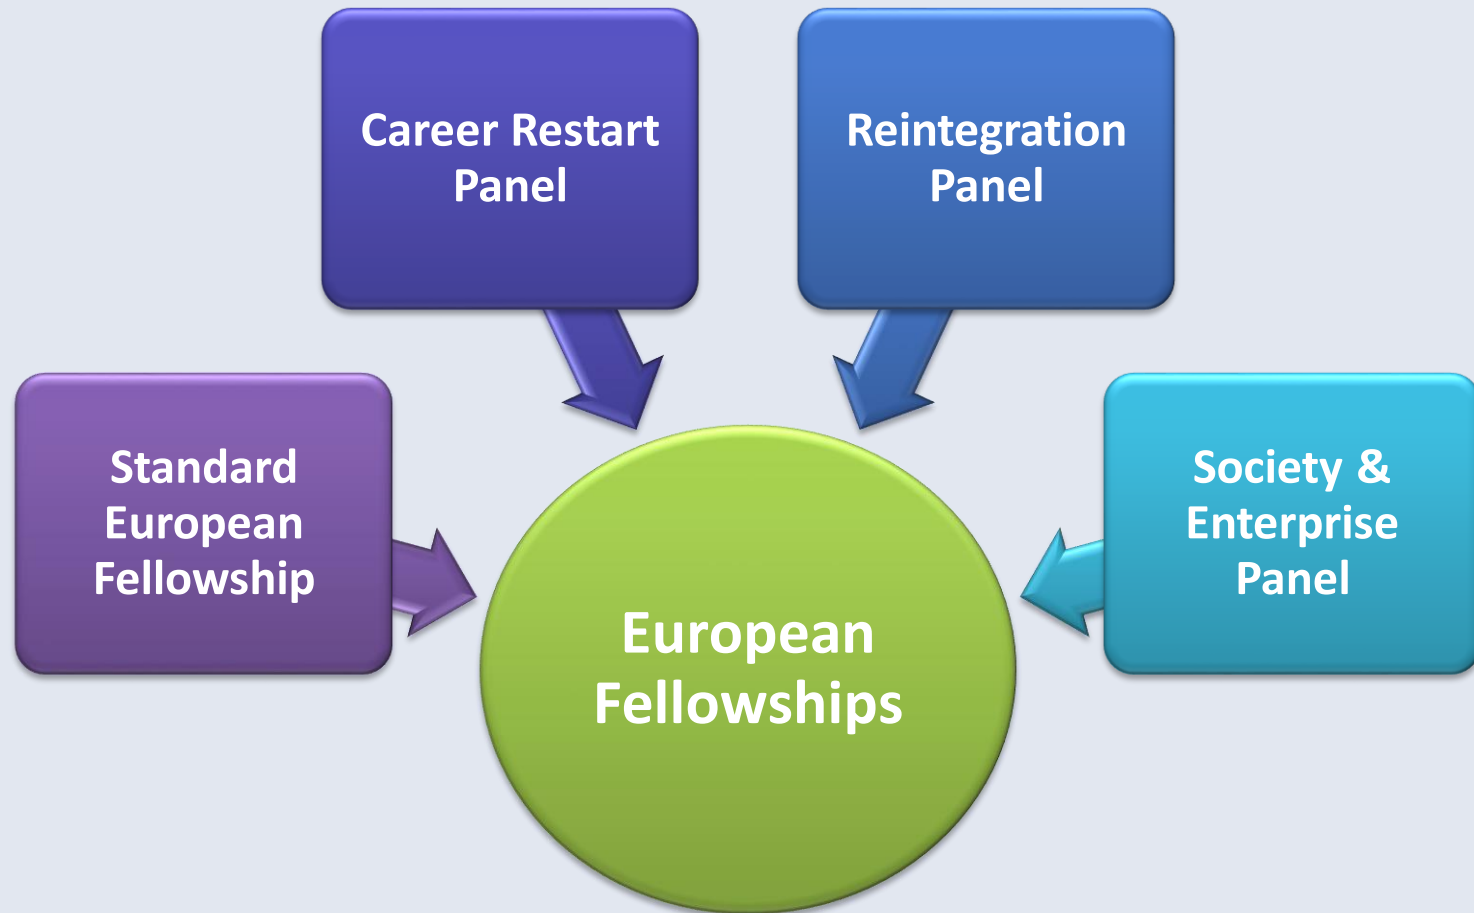 Career Restart
Panel
Reintegration
Panel
Standard
European
Fellowship
Society &
Enterprise
Panel
European
Fellowships